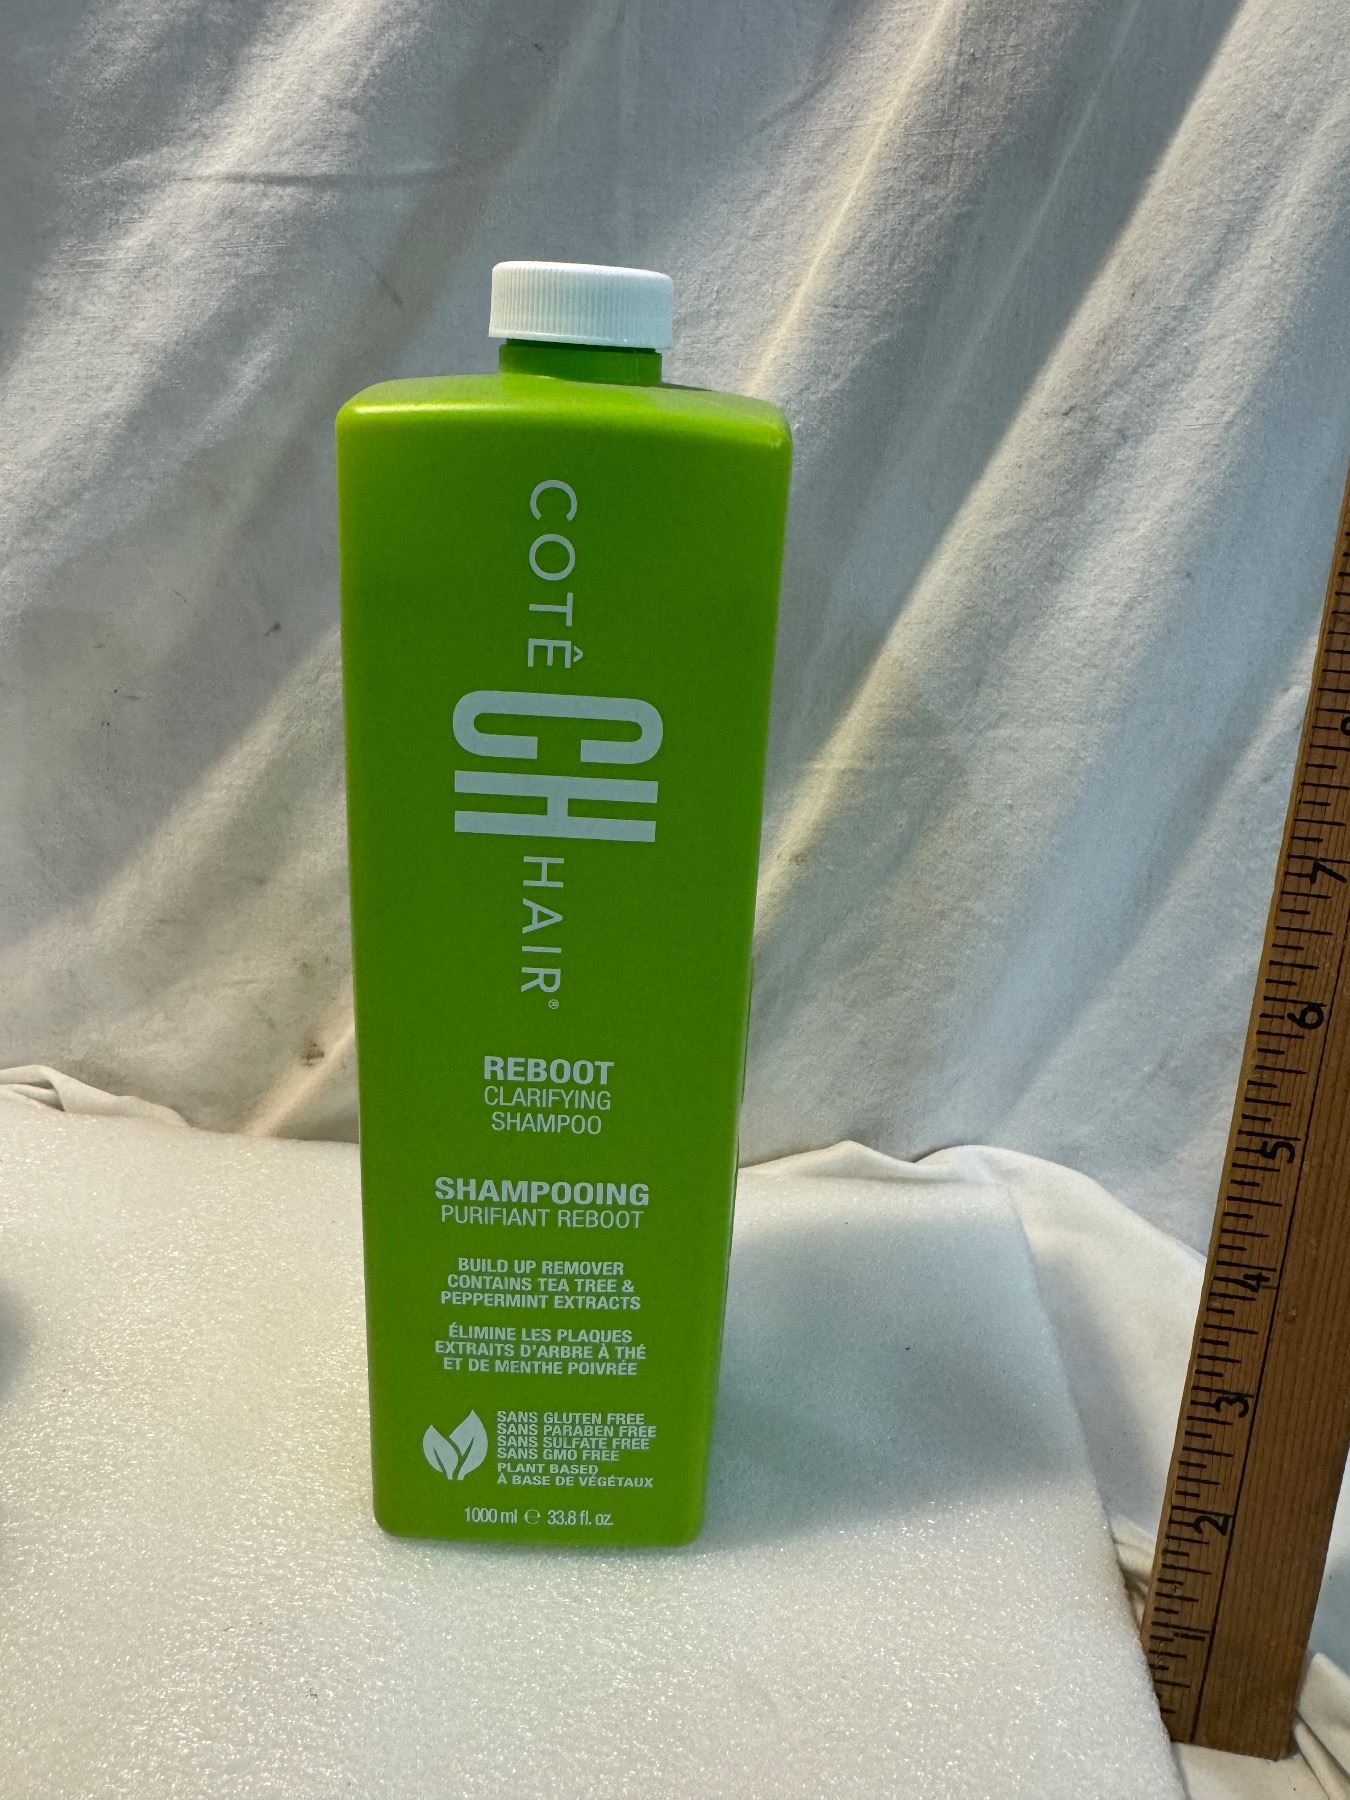 COTÊ
CH
HAIR®
REBOOT
CLARIFYING
SHAMPOO
SHAMPOOING
PURIFIANT REBOOT
BUILD UP REMOVER
CONTAINS TEA TREE &
PEPPERMINT EXTRACTS
ÉLIMINE LES PLAQUES
EXTRAITS D'ARBRE À THÉ
ET DE MENTHE POIVRÉE
SANS GLUTEN FREE
SANS PARABEN FREE
SANS SULFATE FREE
SANS GMO FREE
PLANT BASED
À BASE DE VÉGÉTAUX
1000 ml ℮ 33.8 fl. oz.
7
6
5
4
3
2
1